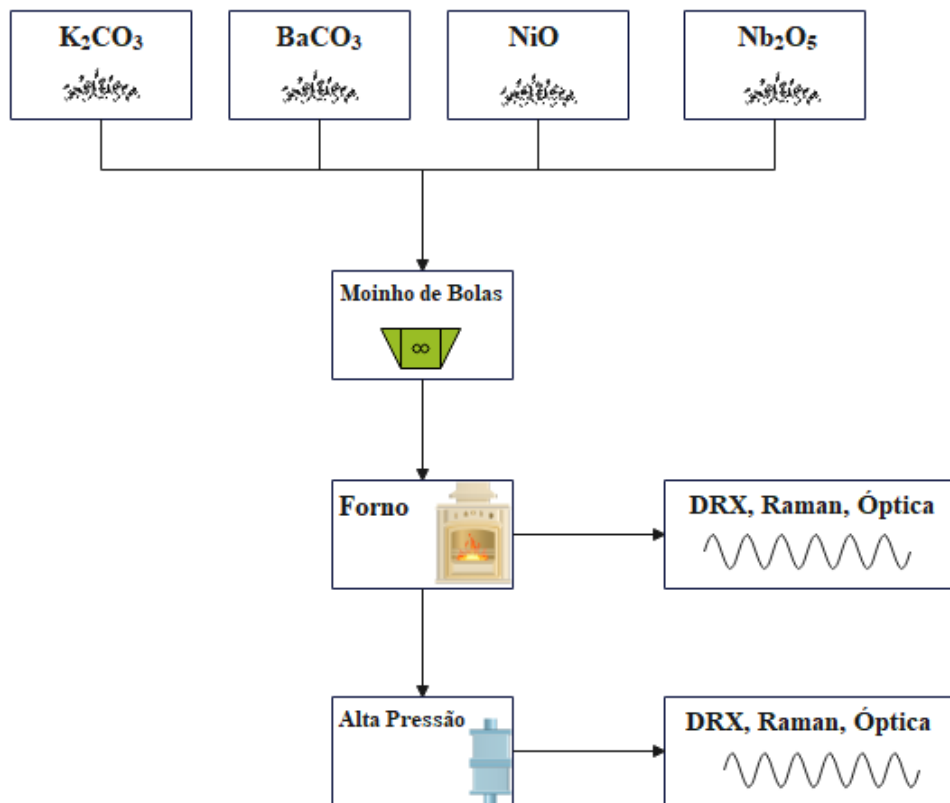 K₂CO₃
BaCO₃
NiO
Nb₂O₅
Moinho de Bolas
∞
Forno
DRX, Raman, Óptica
Alta Pressão
DRX, Raman, Óptica